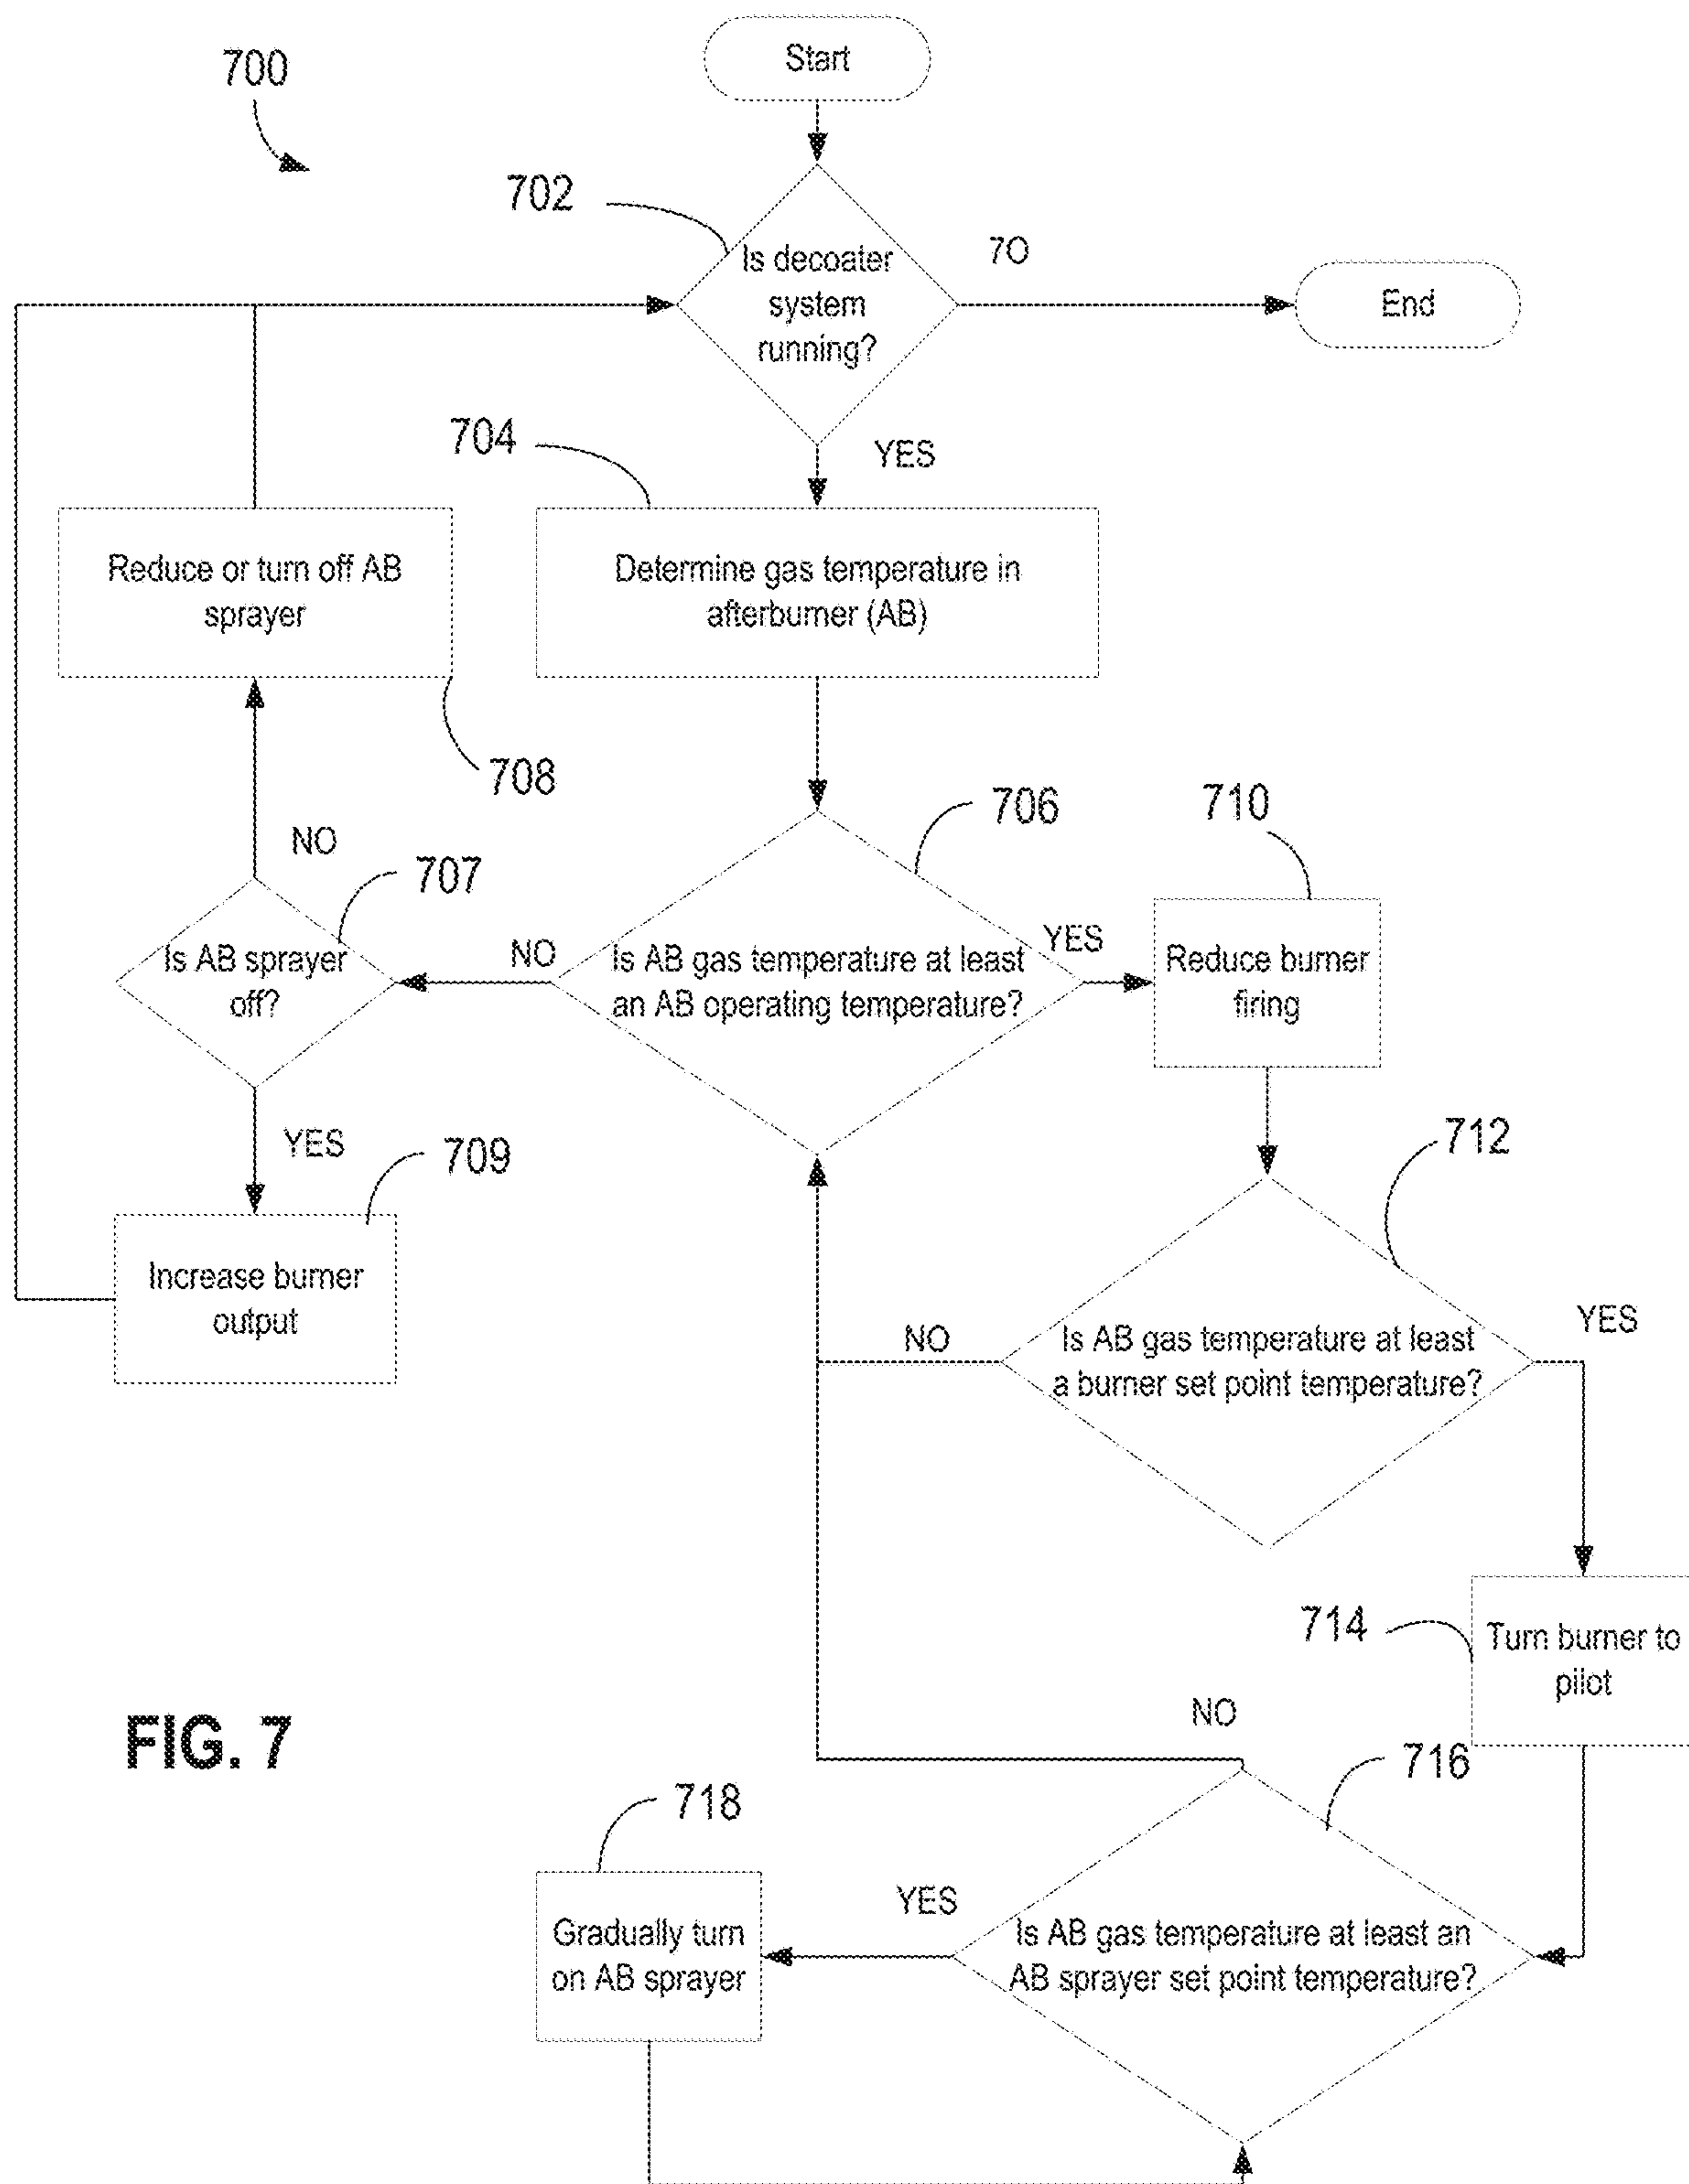 Start
700
702
Is decoater
system
running?
7O
End
704
YES
Reduce or turn off AB
sprayer
Determine gas temperature in
afterburner (AB)
708
706
710
NO
707
Is AB sprayer
off?
NO
Is AB gas temperature at least
an AB operating temperature?
YES
Reduce burner
firing
712
YES
709
Increase burner
output
NO
Is AB gas temperature at least
a burner set point temperature?
YES
714
Turn burner to
pilot
FIG. 7
NO
716
718
YES
Gradually turn
on AB sprayer
Is AB gas temperature at least an
AB sprayer set point temperature?